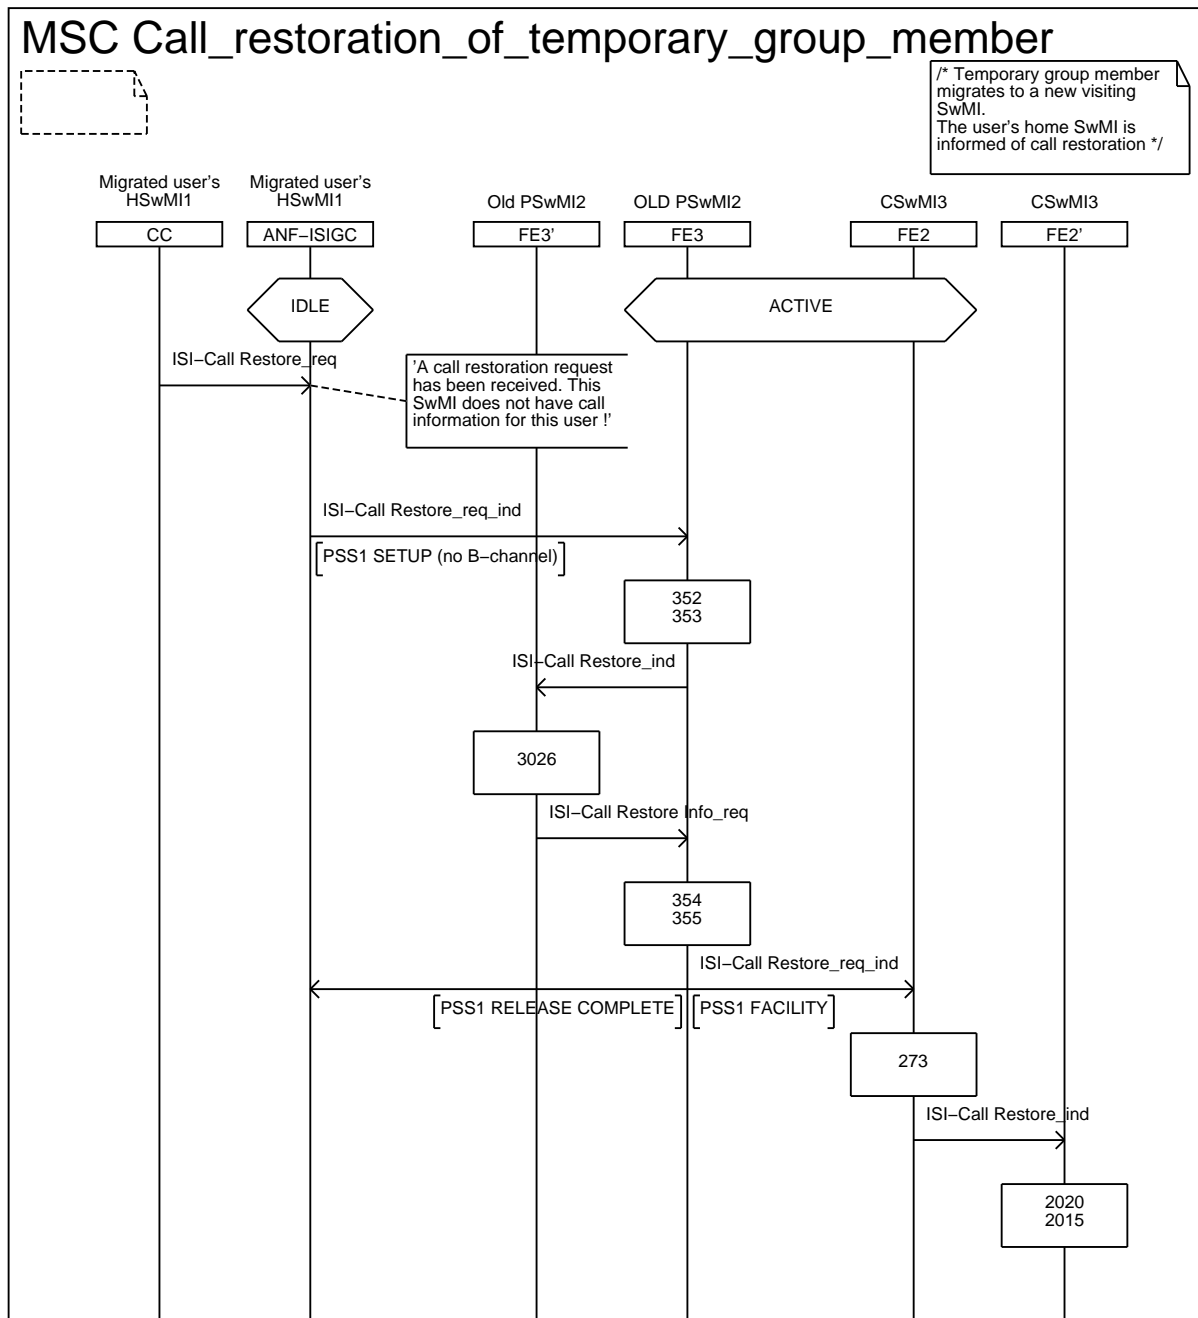 MSC Call_restoration_of_temporary_group_member
/* Temporary group member
migrates to a new visiting
SwMI.
The user's home SwMI is
informed of call restoration */
Migrated user's
HSwMI1
Migrated user's
HSwMI1
Old PSwMI2
OLD PSwMI2
CSwMI3
CSwMI3
CC
ANF−ISIGC
FE3'
FE3
FE2
FE2'
IDLE
ACTIVE
ISI−Call Restore_req
'A call restoration request
has been received. This
SwMI does not have call
information for this user !'
ISI−Call Restore_req_ind
PSS1 SETUP (no B−channel)
352
353
ISI−Call Restore_ind
3026
ISI−Call Restore Info_req
354
355
ISI−Call Restore_req_ind
PSS1 RELEASE COMPLETE
PSS1 FACILITY
273
ISI−Call Restore_ind
2020
2015